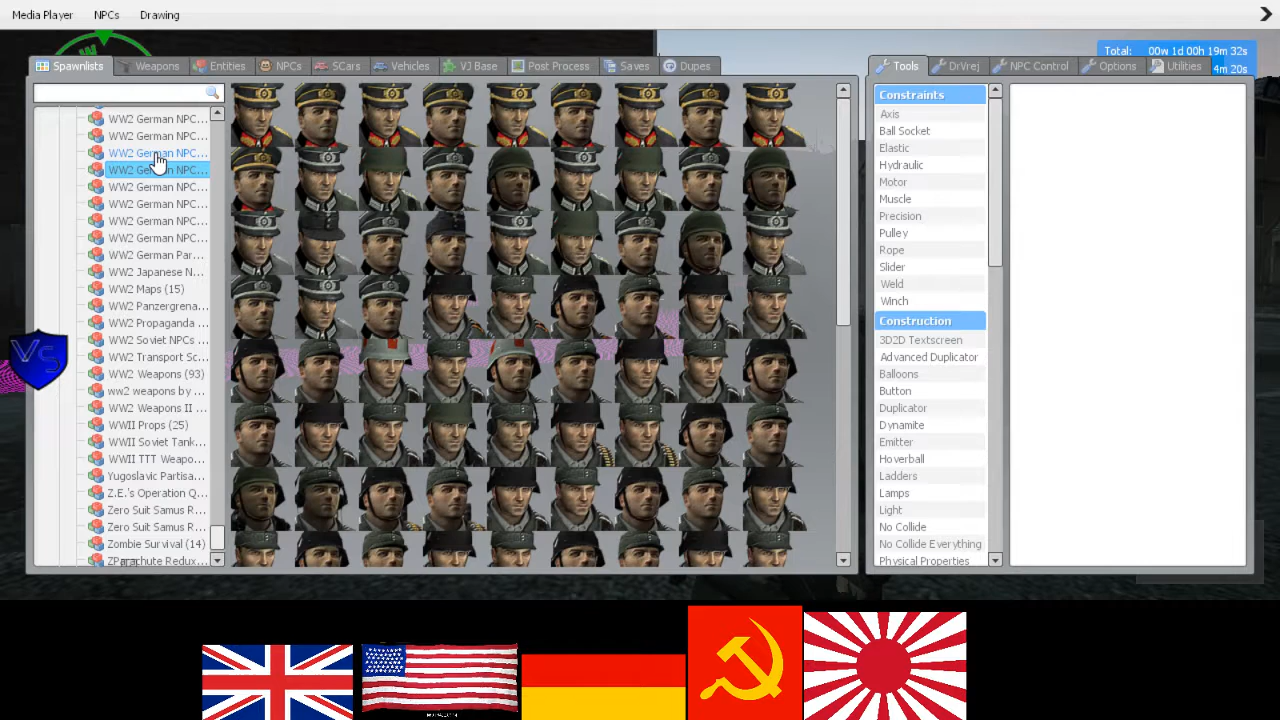 Media Player NPCs Drawing
Total: 00w 1d 00h 19m 32s
4m 20s
Spawnlists Weapons Entities NPCs SCars Vehicles VJ Base Post Process Saves Dupes
Tools DrVrej NPC Control Options Utilities
WW2 German NPC...
WW2 German NPC...
WW2 German NPC...
WW2 German NPC...
WW2 German NPC...
WW2 German NPC...
WW2 German NPC...
WW2 German NPC...
WW2 German Par...
WW2 Japanese N...
WW2 Maps (15)
WW2 Panzergrena...
WW2 Propaganda ...
WW2 Soviet NPCs ...
WW2 Transport Sc...
WW2 Weapons (93)
ww2 weapons by ...
WW2 Weapons II ...
WWII Props (25)
WWII Soviet Tank...
WWII TTT Weapo...
Yugoslavic Partisa...
Z.E.'s Operation Q...
Zero Suit Samus R...
Zero Suit Samus R...
Zombie Survival (14)
ZParachute Redux...
VS
Constraints
Axis
Ball Socket
Elastic
Hydraulic
Motor
Muscle
Precision
Pulley
Rope
Slider
Weld
Winch
Construction
3D2D Textscreen
Advanced Duplicator
Balloons
Button
Duplicator
Dynamite
Emitter
Hoverball
Ladders
Lamps
Light
No Collide
No Collide Everything
Physical Properties